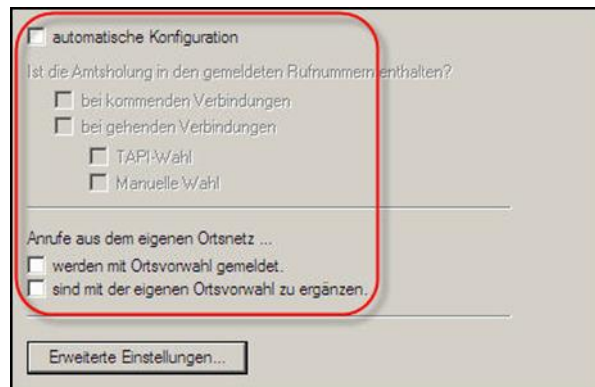 automatische Konfiguration
Ist die Amtsholung in den gemeldeten Rufnummern enthalten?
bei kommenden Verbindungen
bei gehenden Verbindungen
TAPI-Wahl
Manuelle Wahl
Anrufe aus dem eigenen Ortsnetz ...
werden mit Ortsvorwahl gemeldet.
sind mit der eigenen Ortsvorwahl zu ergänzen.
Erweiterte Einstellungen...